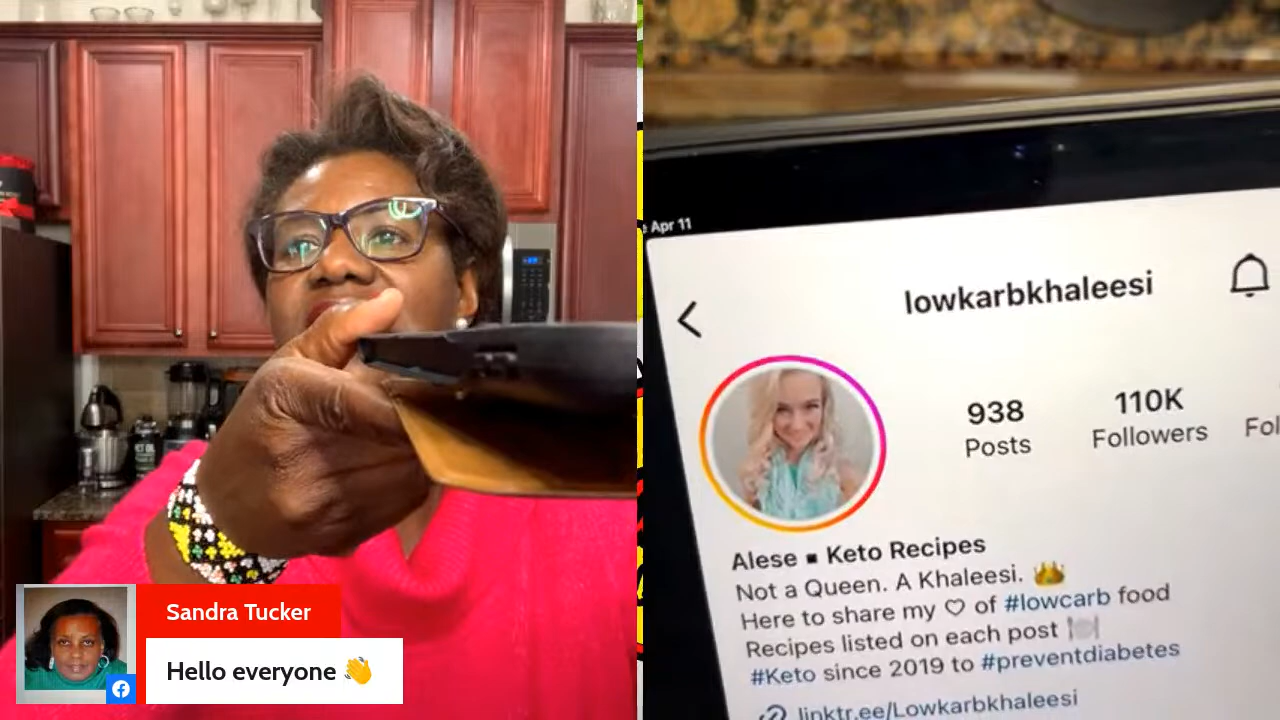 Sandra Tucker
Hello everyone 👋
Apr 11
lowkarbkhaleesi
938
Posts
110K
Followers
Fol
Alese ▪ Keto Recipes
Not a Queen. A Khaleesi. 👑
Here to share my ♡ of #lowcarb food
Recipes listed on each post 🍽
#Keto since 2019 to #preventdiabetes
linktr.ee/Lowkarbkhaleesi